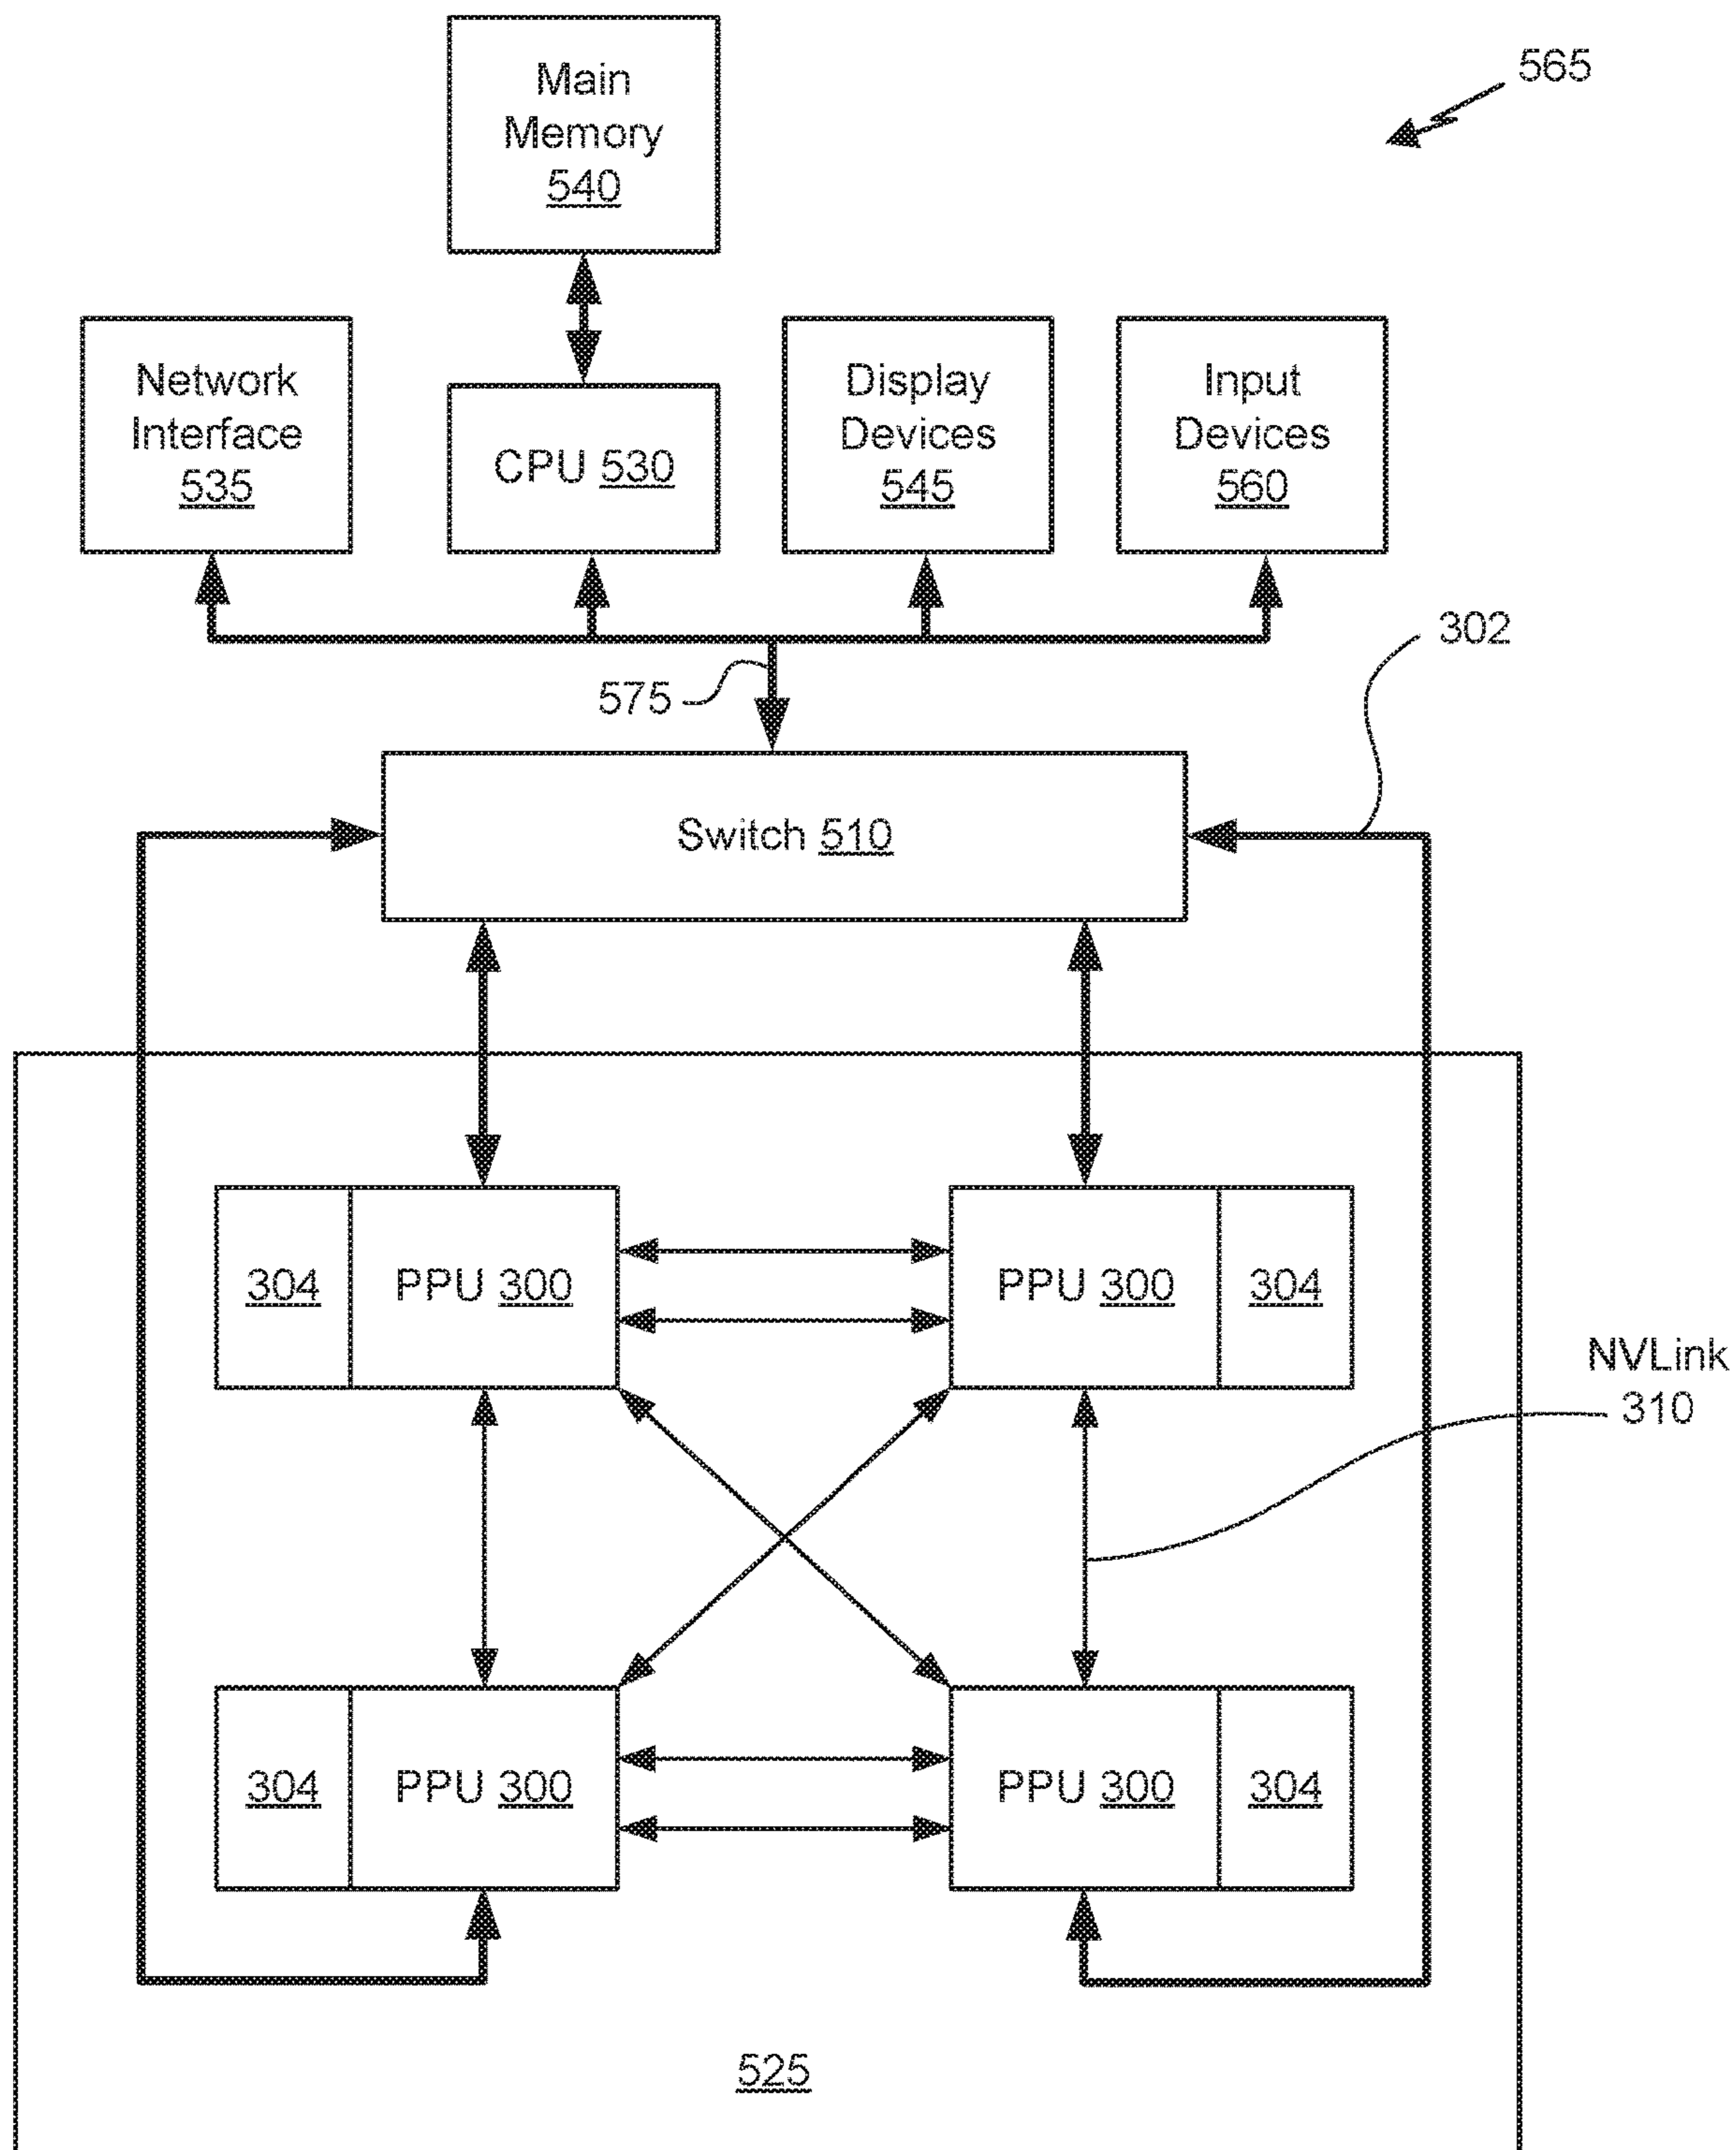 565
Main
Memory
540
Network
Interface
535
CPU 530
Display
Devices
545
Input
Devices
560
302
575
Switch 510
304
PPU 300
PPU 300
304
NVLink
310
304
PPU 300
PPU 300
304
525